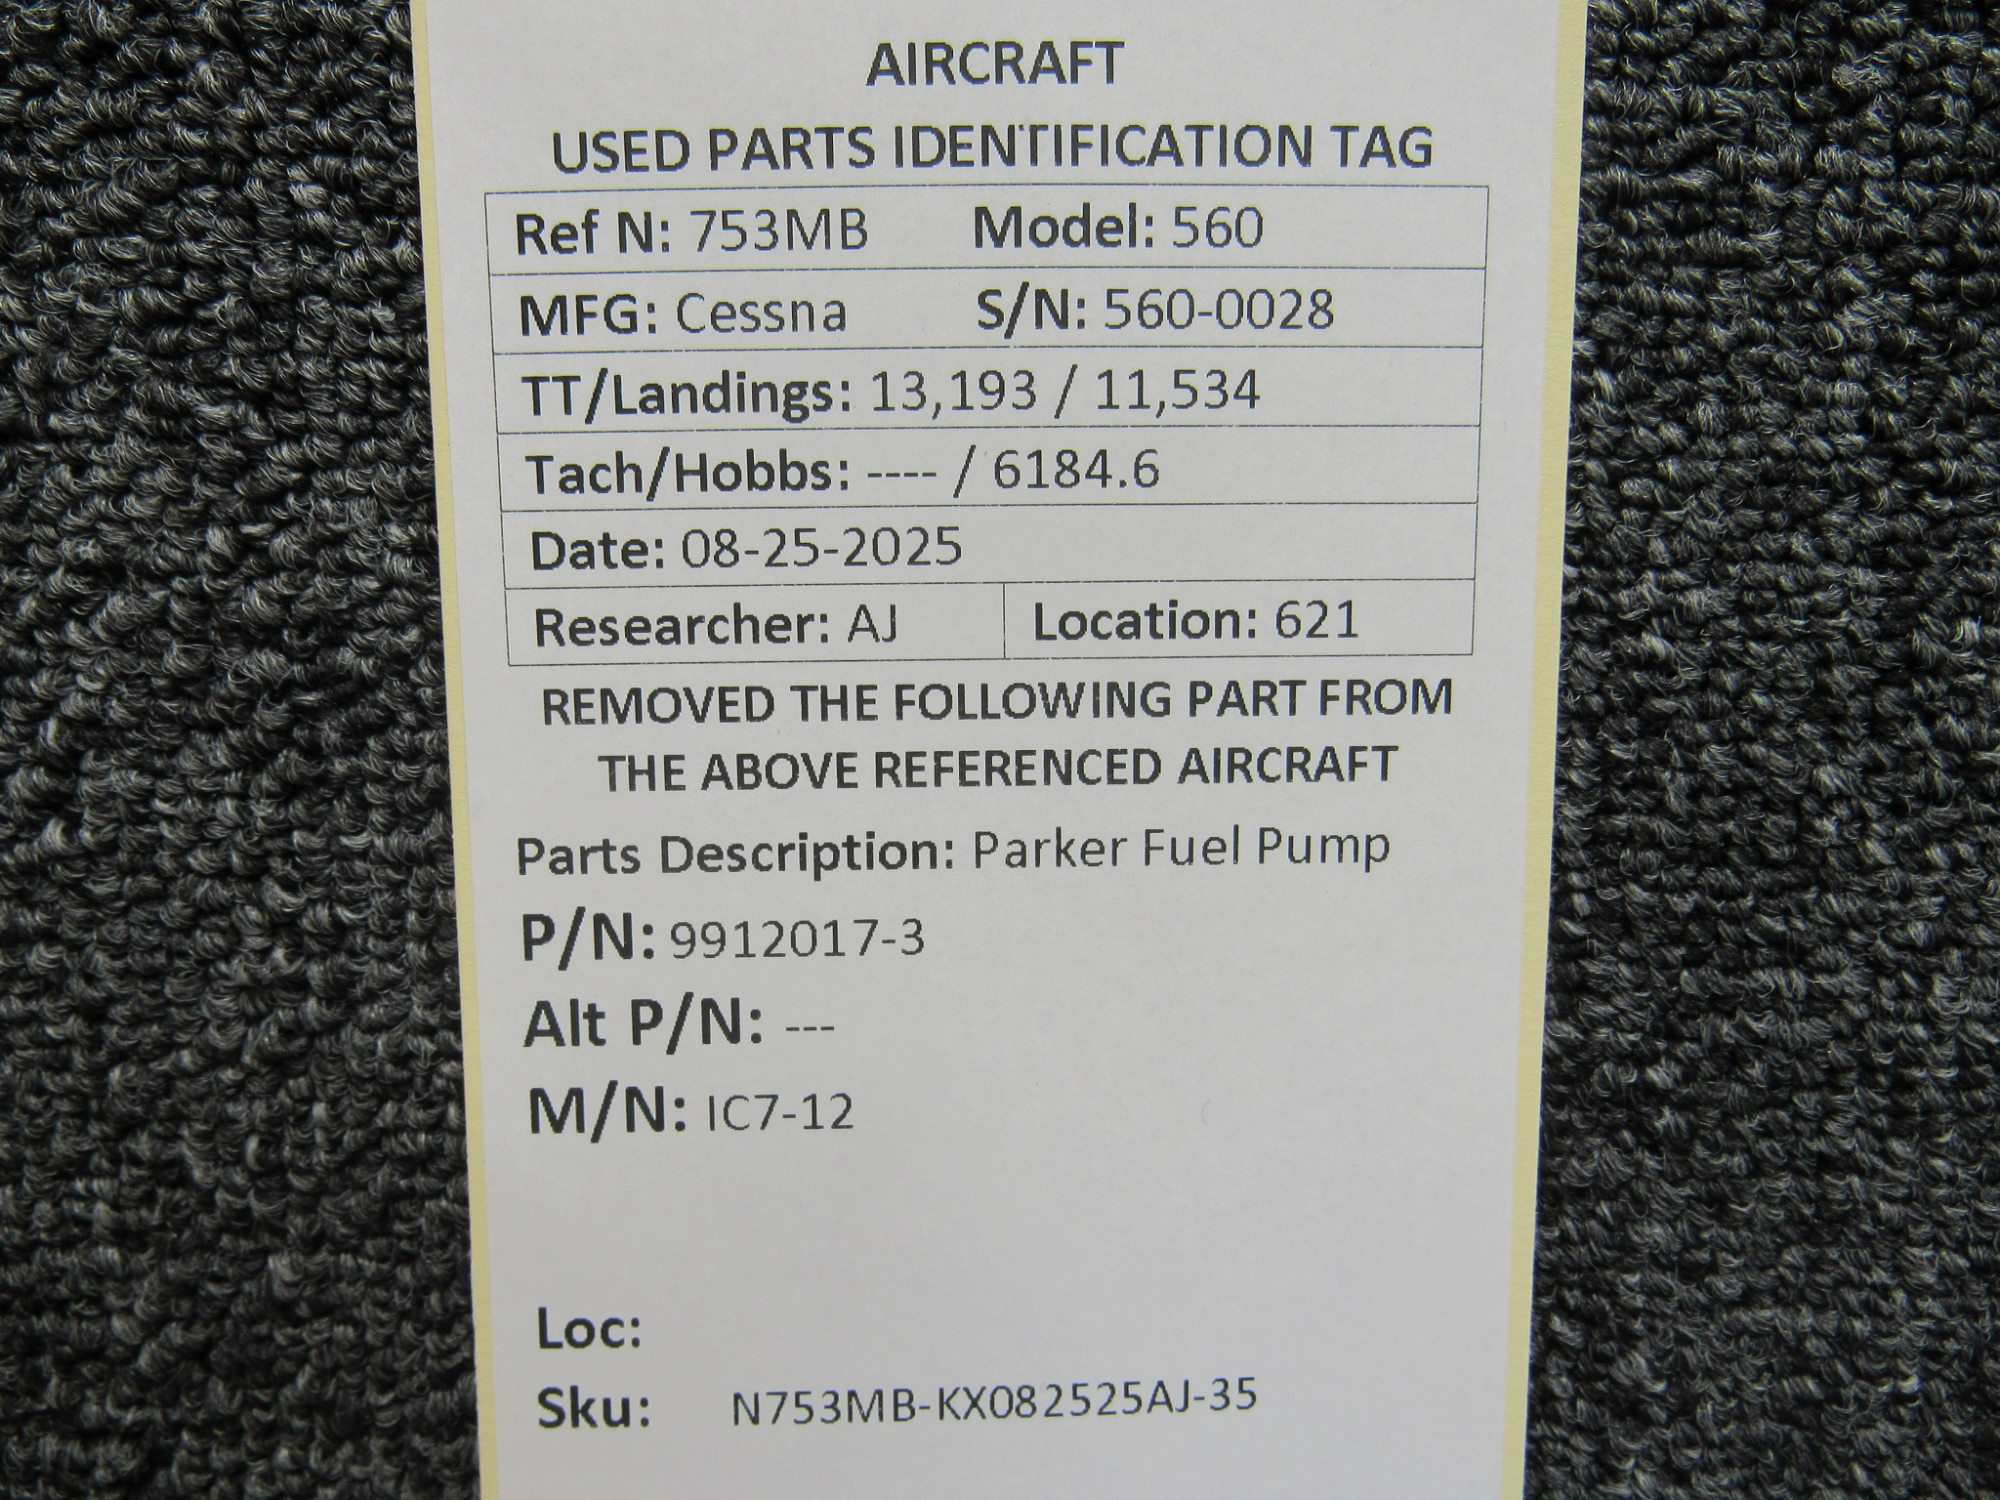 AIRCRAFT
USED PARTS IDENTIFICATION TAG
Ref N: 753MB Model: 560
MFG: Cessna S/N: 560-0028
TT/Landings: 13,193 / 11,534
Tach/Hobbs: ---- / 6184.6
Date: 08-25-2025
Researcher: AJ Location: 621
REMOVED THE FOLLOWING PART FROM
THE ABOVE REFERENCED AIRCRAFT
Parts Description: Parker Fuel Pump
P/N: 9912017-3
Alt P/N: ---
M/N: IC7-12
Loc:
Sku: N753MB-KX082525AJ-35